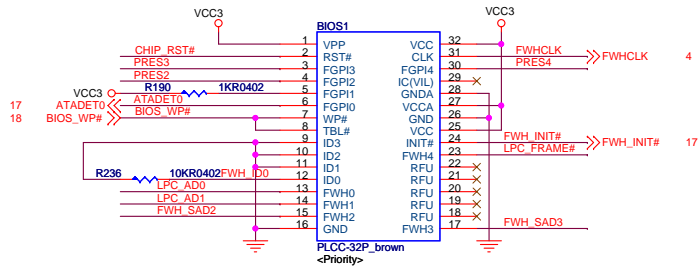 VCC3 VCC3
BIOS1
1 VPP VCC 32
CHIP_RST# 2 RST# CLK 31 FWHCLK FWHCLK 4
PRES3 3 FGPI3 FGPI4 30 PRES4
PRES2 4 FGPI2 IC(VIL) 29
VCC3 R190 1KR0402 5 FGPI1 GNDA 28
17 ATADET0 ATADET0 6 FGPI0 VCCA 27
18 BIOS_WP# BIOS_WP# 7 WP# GND 26
8 TBL# VCC 25
9 ID3 INIT# 24 FWH_INIT# FWH_INIT# 17
10 ID2 FWH4 23 LPC_FRAME#
11 ID1 RFU 22
R236 10KR0402 FWH_ID0 12 ID0 RFU 21
LPC_AD0 13 FWH0 RFU 20
LPC_AD1 14 FWH1 RFU 19
FWH_SAD2 15 FWH2 RFU 18
16 GND FWH3 17 FWH_SAD3
PLCC-32P_brown
<Priority>